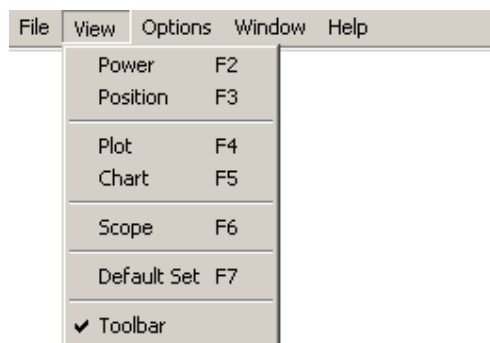 File View Options Window Help
Power F2
Position F3
Plot F4
Chart F5
Scope F6
Default Set F7
Toolbar